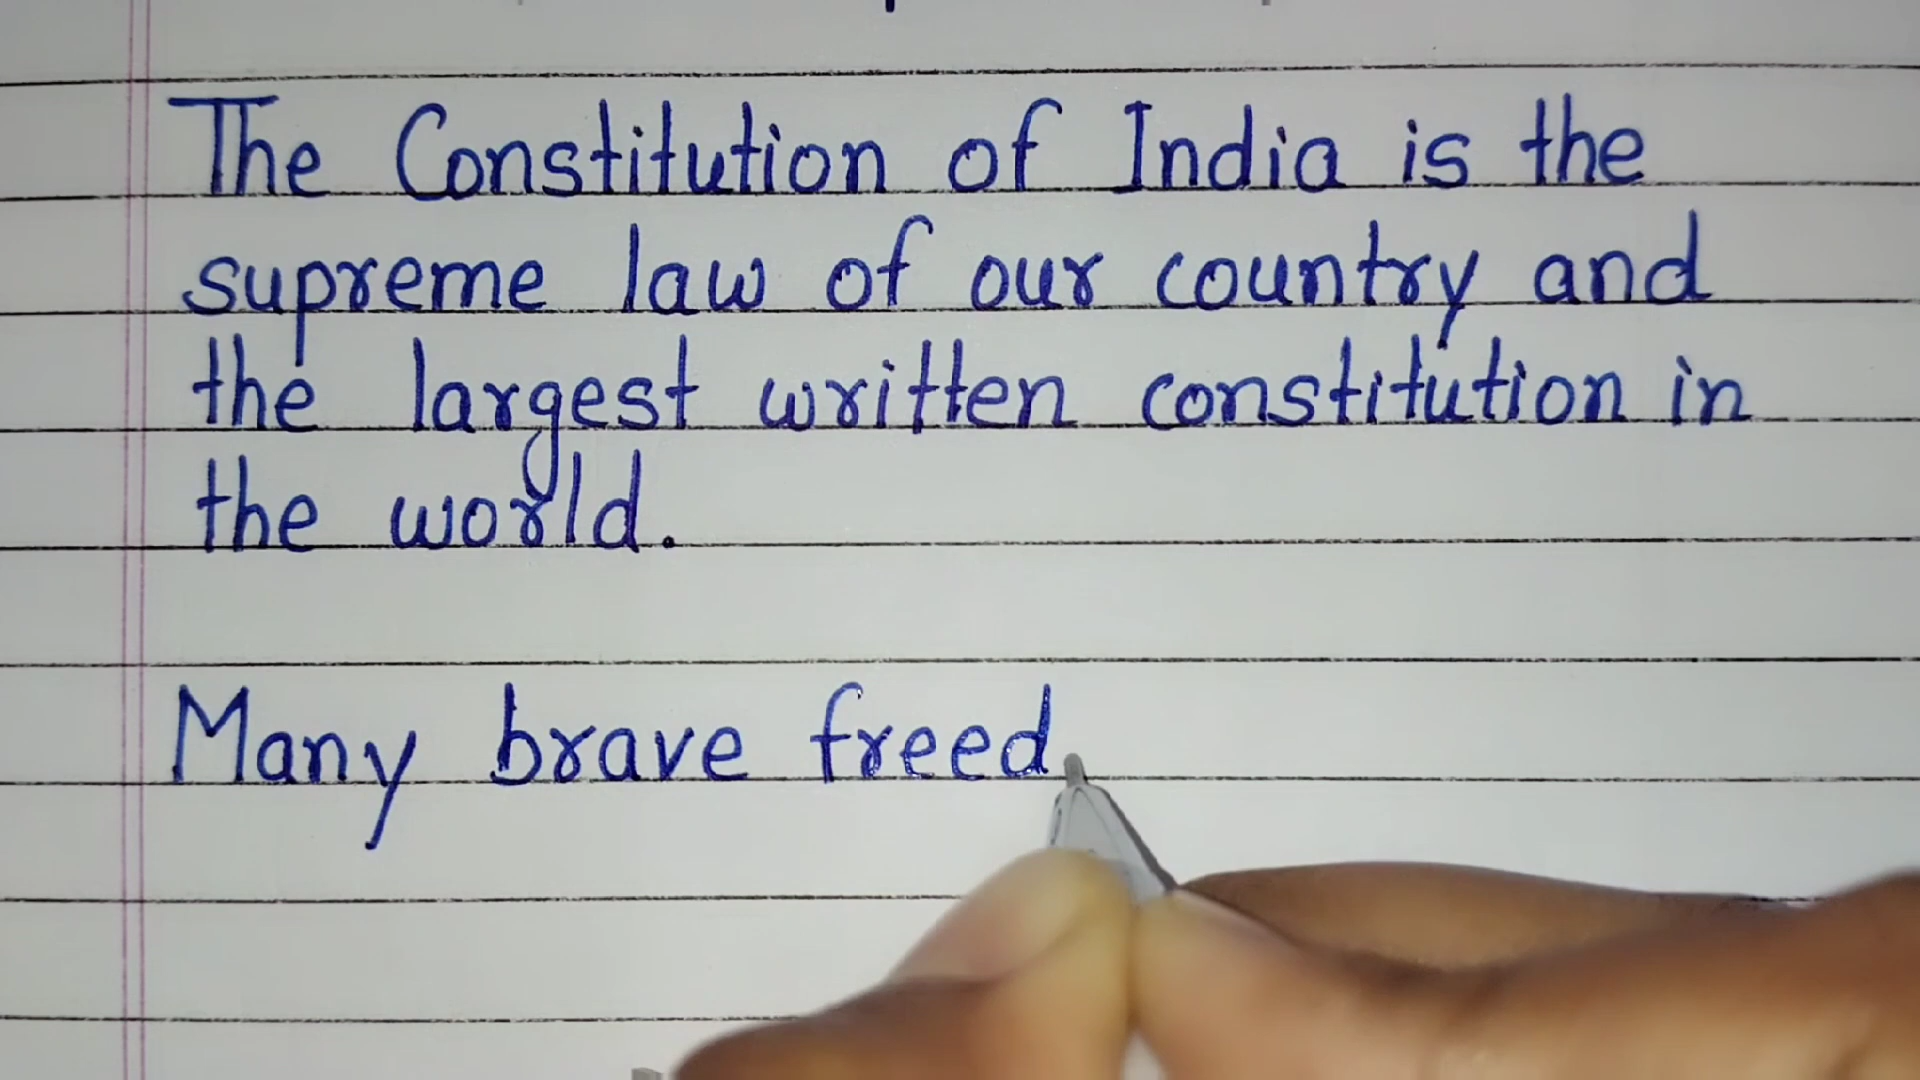 The Constitution of India is the
supreme law of our country and
the largest written constitution in
the world.
Many brave freed